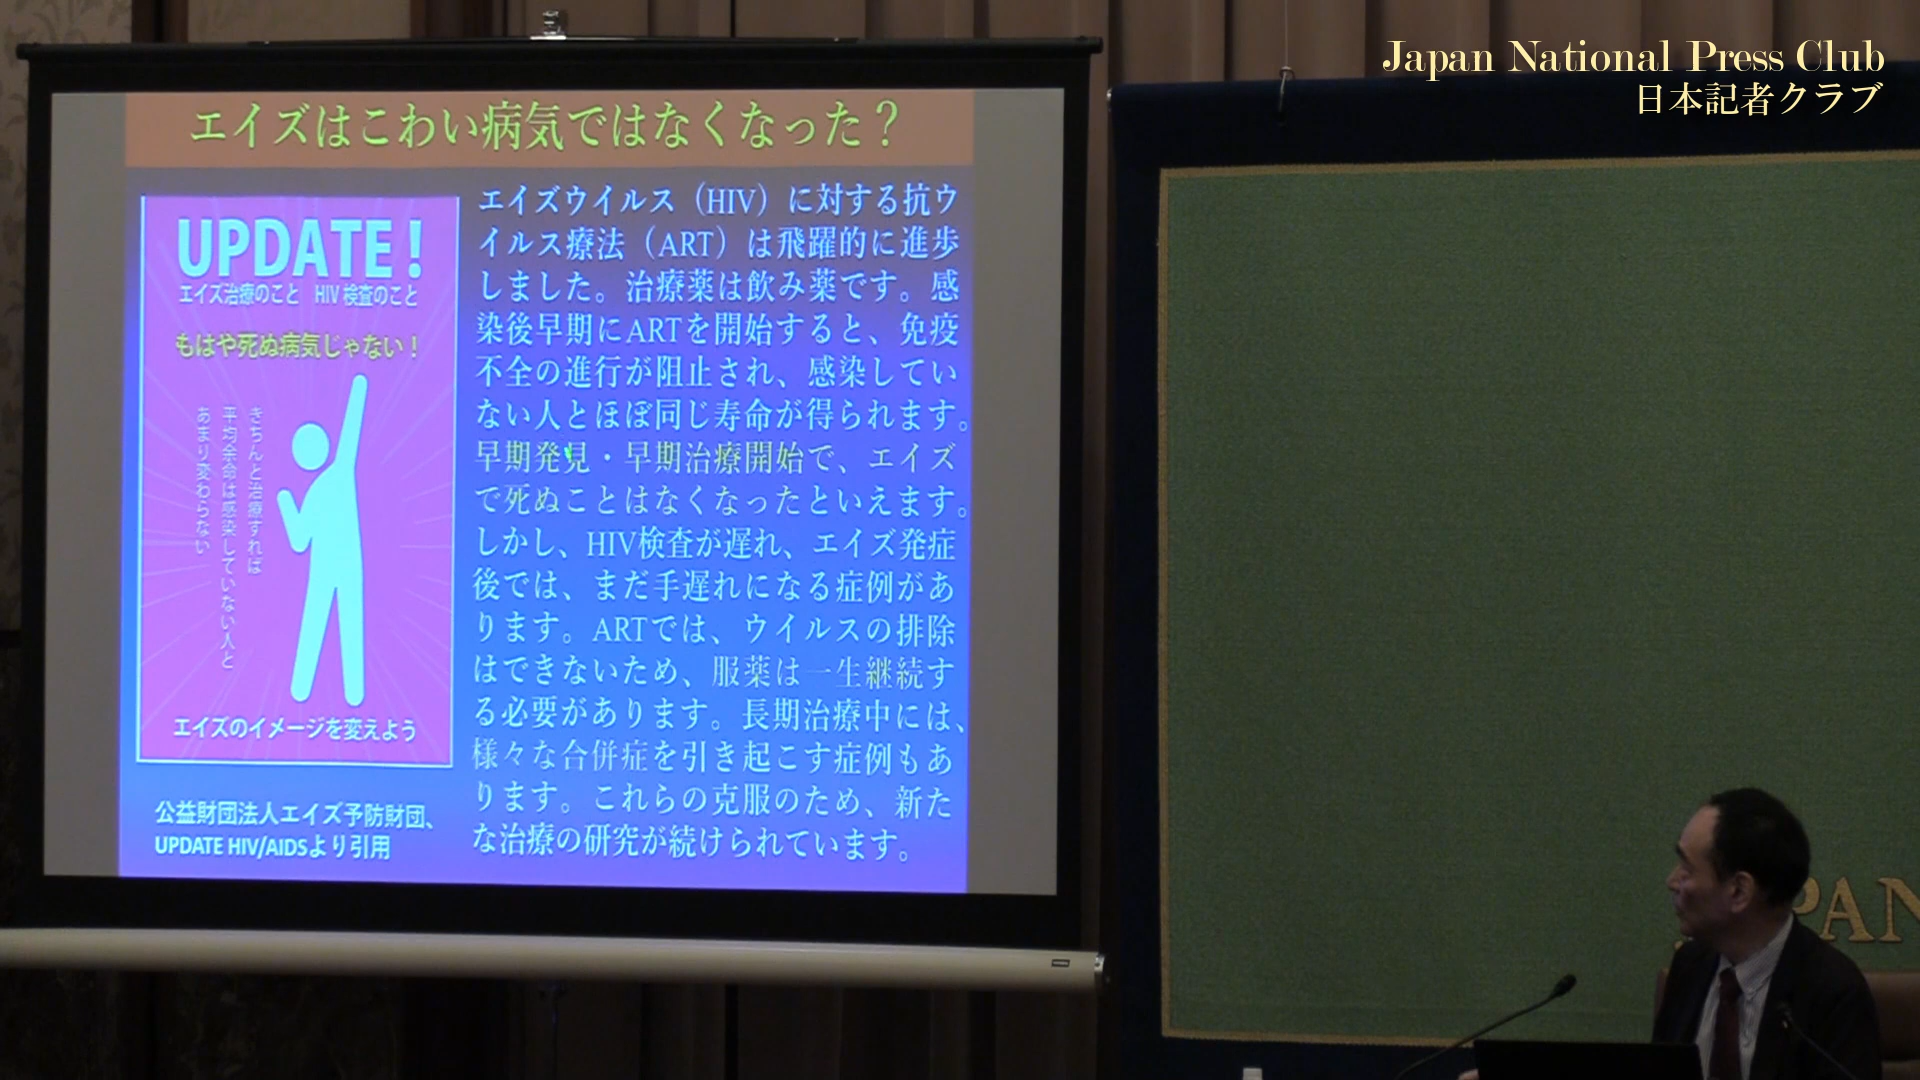 Japan National Press Club
日本記者クラブ
エイズはこわい病気ではなくなった？
UPDATE!
エイズ治療のこと HIV検査のこと
もはや死ぬ病気じゃない！
きちんと治療すれば
平均余命は感染していない人と
あまり変わらない
エイズのイメージを変えよう
公益財団法人エイズ予防財団、
UPDATE HIV/AIDSより引用
エイズウイルス（HIV）に対する抗ウ
イルス療法（ART）は飛躍的に進歩
しました。治療薬は飲み薬です。感
染後早期にARTを開始すると、免疫
不全の進行が阻止され、感染してい
ない人とほぼ同じ寿命が得られます。
早期発見・早期治療開始で、エイズ
で死ぬことはなくなったといえます。
しかし、HIV検査が遅れ、エイズ発症
後では、まだ手遅れになる症例があ
ります。ARTでは、ウイルスの排除
はできないため、服薬は一生継続す
る必要があります。長期治療中には、
様々な合併症を引き起こす症例もあ
ります。これらの克服のため、新た
な治療の研究が続けられています。